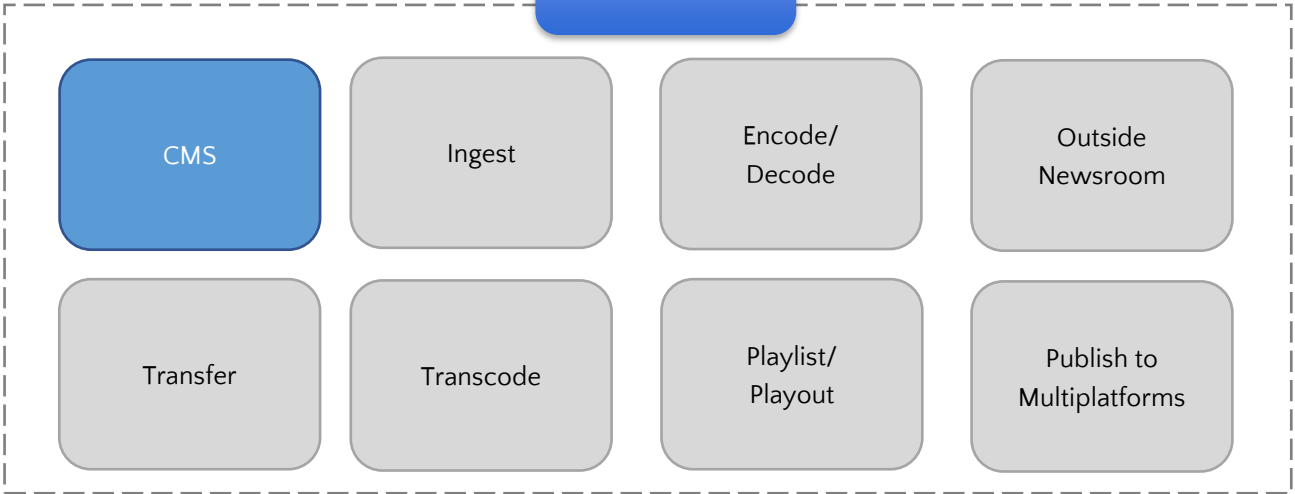 CMS
Ingest
Encode/
Decode
Outside
Newsroom
Transfer
Transcode
Playlist/
Playout
Publish to
Multiplatforms